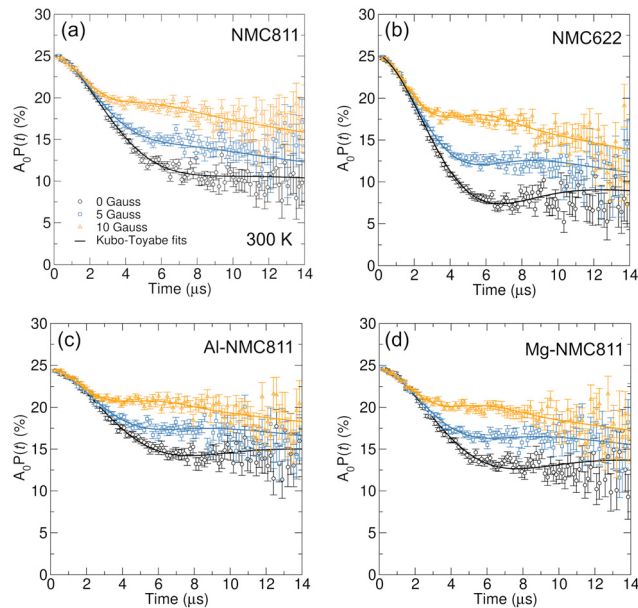 (a)
NMC811
30
25
20
15
10
5
0
A₀P(t) (%)
0 Gauss
5 Gauss
10 Gauss
Kubo-Toyabe fits
300 K
0 2 4 6 8 10 12 14
Time (μs)
(b)
NMC622
30
25
20
15
10
5
0
A₀P(t) (%)
0 2 4 6 8 10 12 14
Time (μs)
(c)
Al-NMC811
30
25
20
15
10
5
0
A₀P(t) (%)
0 2 4 6 8 10 12 14
Time (μs)
(d)
Mg-NMC811
30
25
20
15
10
5
0
A₀P(t) (%)
0 2 4 6 8 10 12 14
Time (μs)